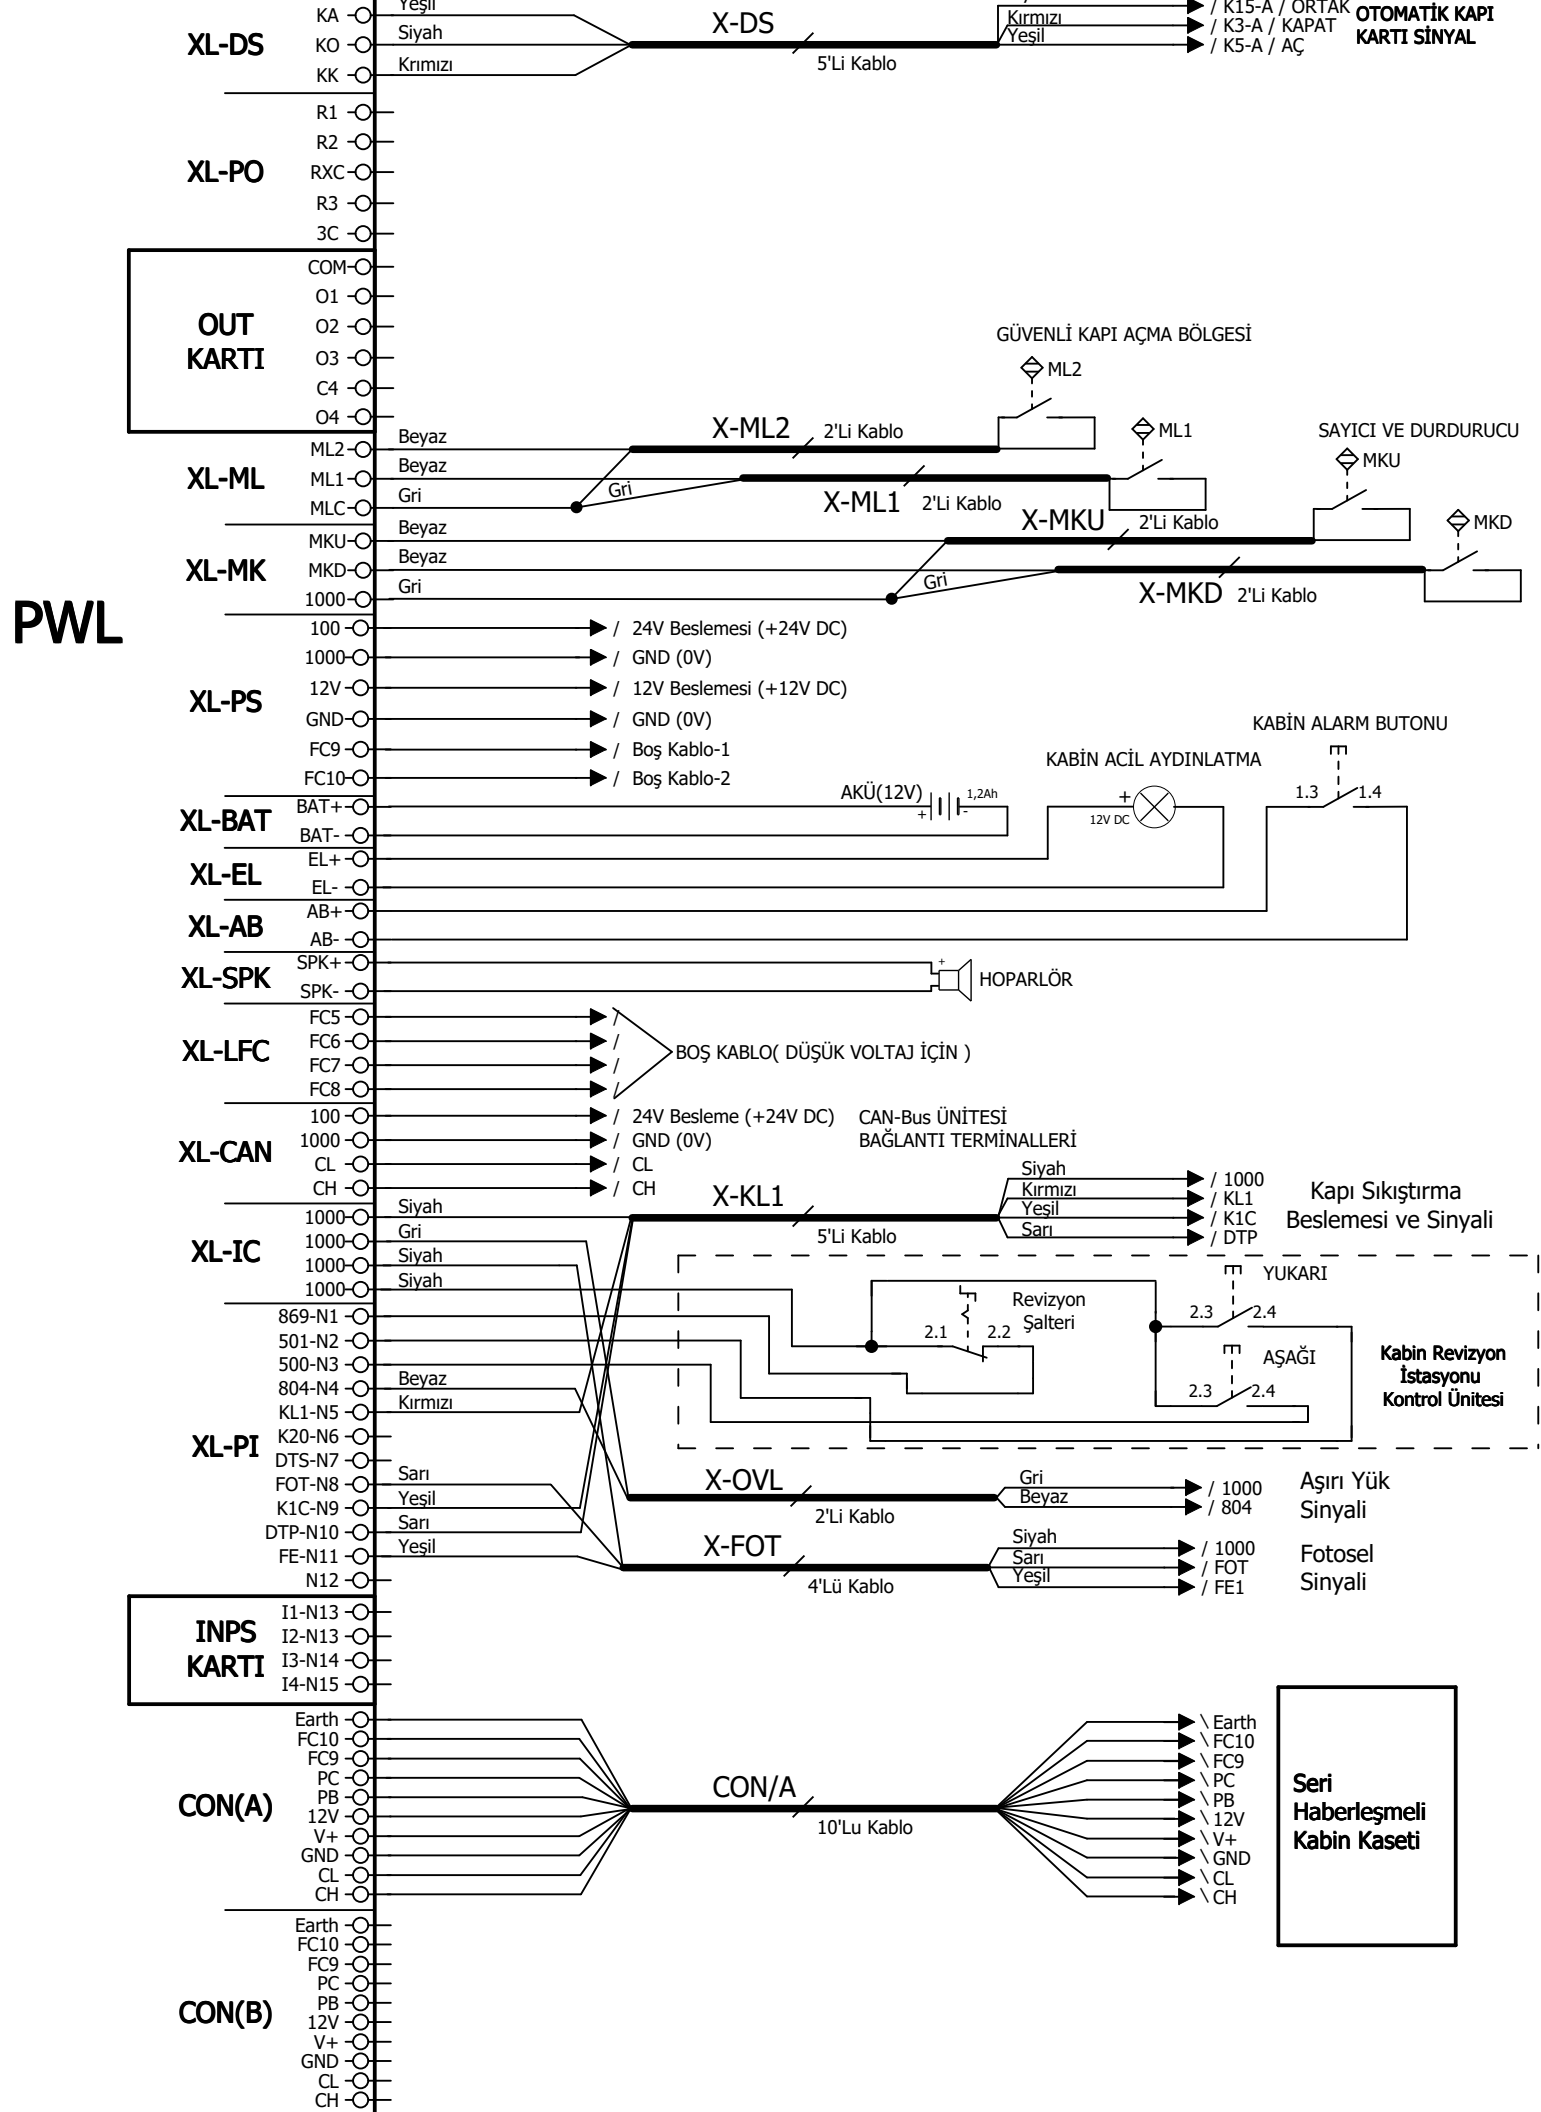 PWL
XL-DS
KA
Yeşil
KO
Siyah
KK
Krımızı
X-DS
5'Li Kablo
Kırmızı
Yeşil
/ K15-A / ORTAK
/ K3-A / KAPAT
/ K5-A / AÇ
OTOMATİK KAPI
KARTI SİNYAL
XL-PO
R1
R2
RXC
R3
3C
OUT
KARTI
COM
O1
O2
O3
C4
O4
XL-ML
ML2
Beyaz
ML1
Beyaz
MLC
Gri
Gri
X-ML2
2'Li Kablo
GÜVENLİ KAPI AÇMA BÖLGESİ
ML2
X-ML1
2'Li Kablo
ML1
XL-MK
MKU
Beyaz
MKD
Beyaz
1000
Gri
Gri
X-MKU
2'Li Kablo
SAYICI VE DURDURUCU
MKU
X-MKD
2'Li Kablo
MKD
XL-PS
100
/ 24V Beslemesi (+24V DC)
1000
/ GND (0V)
12V
/ 12V Beslemesi (+12V DC)
GND
/ GND (0V)
FC9
/ Boş Kablo-1
FC10
/ Boş Kablo-2
XL-BAT
BAT+
BAT-
AKÜ(12V)
+
-
1,2Ah
XL-EL
EL+
EL-
KABİN ACİL AYDINLATMA
+
12V DC
XL-AB
AB+
AB-
KABİN ALARM BUTONU
1.3
1.4
XL-SPK
SPK+
SPK-
+
HOPARLÖR
XL-LFC
FC5
/
FC6
/
FC7
/
FC8
/
BOŞ KABLO( DÜŞÜK VOLTAJ İÇİN )
XL-CAN
100
/ 24V Besleme (+24V DC)
1000
/ GND (0V)
CL
/ CL
CH
/ CH
CAN-Bus ÜNİTESİ
BAĞLANTI TERMİNALLERİ
XL-IC
1000
Siyah
1000
Gri
1000
Siyah
1000
Siyah
X-KL1
5'Li Kablo
Siyah
/ 1000
Kırmızı
/ KL1
Yeşil
/ K1C
Sarı
/ DTP
Kapı Sıkıştırma
Beslemesi ve Sinyali
XL-PI
869-N1
501-N2
500-N3
804-N4
Beyaz
KL1-N5
Kırmızı
K20-N6
DTS-N7
FOT-N8
Sarı
K1C-N9
Yeşil
DTP-N10
Sarı
FE-N11
Yeşil
N12
Revizyon
Şalteri
2.1
2.2
YUKARI
2.3
2.4
AŞAĞI
2.3
2.4
Kabin Revizyon
İstasyonu
Kontrol Ünitesi
X-OVL
2'Li Kablo
Gri
/ 1000
Beyaz
/ 804
Aşırı Yük
Sinyali
X-FOT
4'Lü Kablo
Siyah
/ 1000
Sarı
/ FOT
Yeşil
/ FE1
Fotosel
Sinyali
INPS
KARTI
I1-N13
I2-N13
I3-N14
I4-N15
CON(A)
Earth
FC10
FC9
PC
PB
12V
V+
GND
CL
CH
CON/A
10'Lu Kablo
\ Earth
\ FC10
\ FC9
\ PC
\ PB
\ 12V
\ V+
\ GND
\ CL
\ CH
Seri
Haberleşmeli
Kabin Kaseti
CON(B)
Earth
FC10
FC9
PC
PB
12V
V+
GND
CL
CH